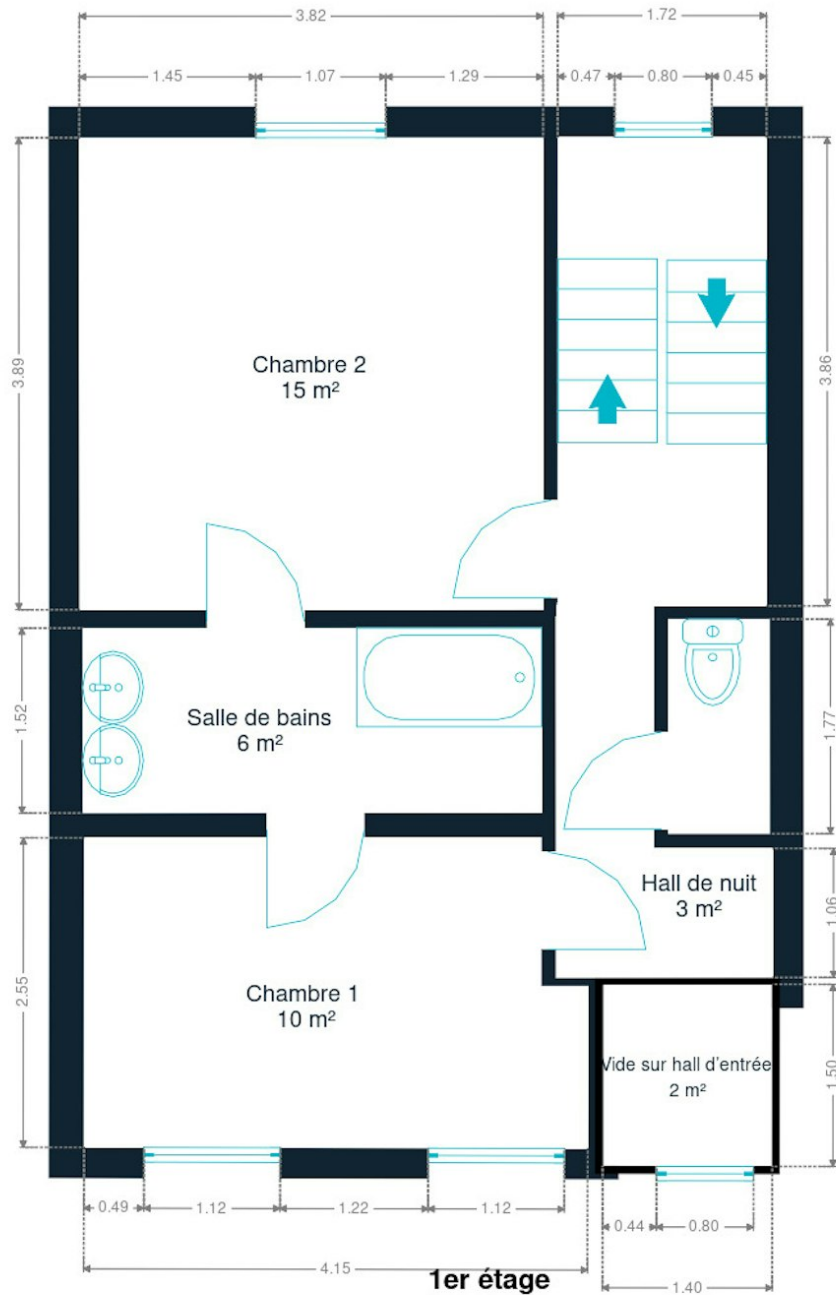 3.82
1.72
1.45
1.07
1.29
0.47
0.80
0.45
3.89
3.86
Chambre 2
15 m²
1.52
Salle de bains
6 m²
1.77
Hall de nuit
3 m²
1.06
2.55
Chambre 1
10 m²
Vide sur hall d'entrée
2 m²
1.50
0.49
1.12
1.22
1.12
0.44
0.80
4.15
1er étage
1.40